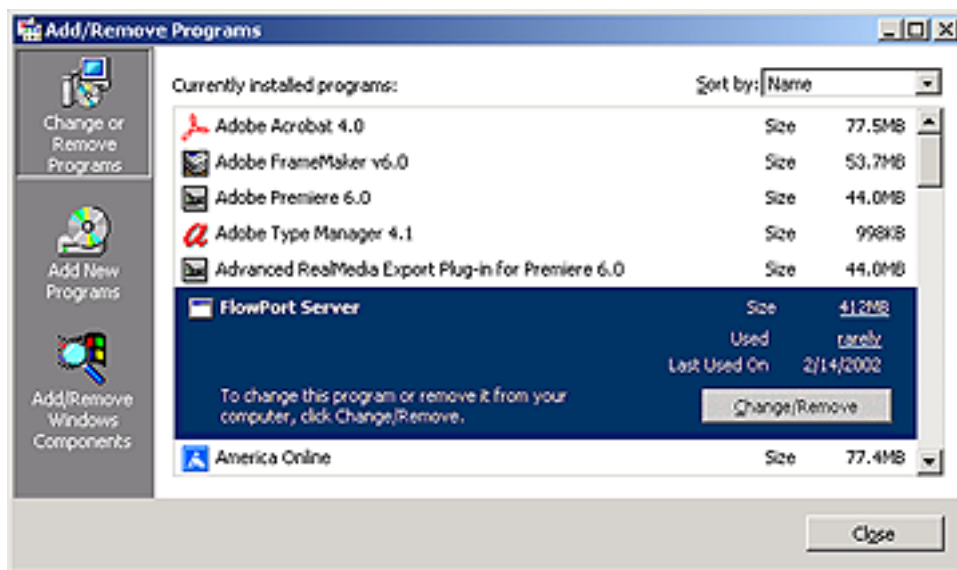 Add/Remove Programs
Change or
Remove
Programs
Add New
Programs
Add/Remove
Windows
Components
Currently installed programs:
Sort by: Name
Adobe Acrobat 4.0 Size 77.5MB
Adobe FrameMaker v6.0 Size 53.7MB
Adobe Premiere 6.0 Size 44.0MB
Adobe Type Manager 4.1 Size 998KB
Advanced RealMedia Export Plug-in for Premiere 6.0 Size 44.0MB
FlowPort Server Size 412MB
Used rarely
Last Used On 2/14/2002
To change this program or remove it from your
computer, click Change/Remove.
Change/Remove
America Online Size 77.4MB
Close